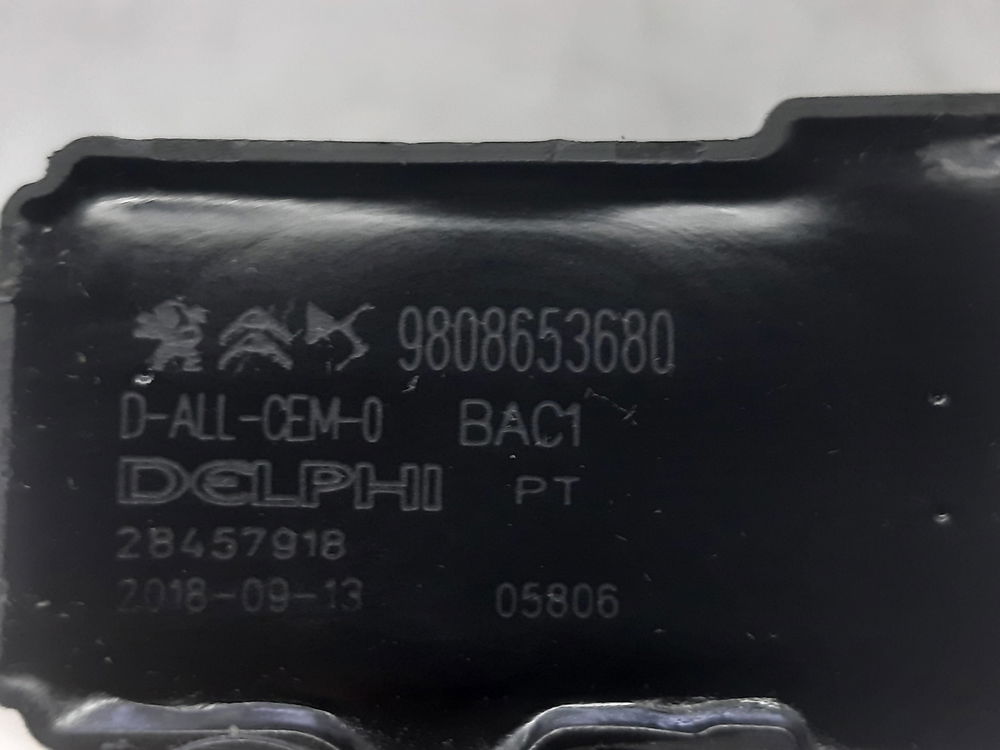 9808653680
D-ALL-CEM-0 BAC1
DELPHI PT
28457918
2018-09-13 05806